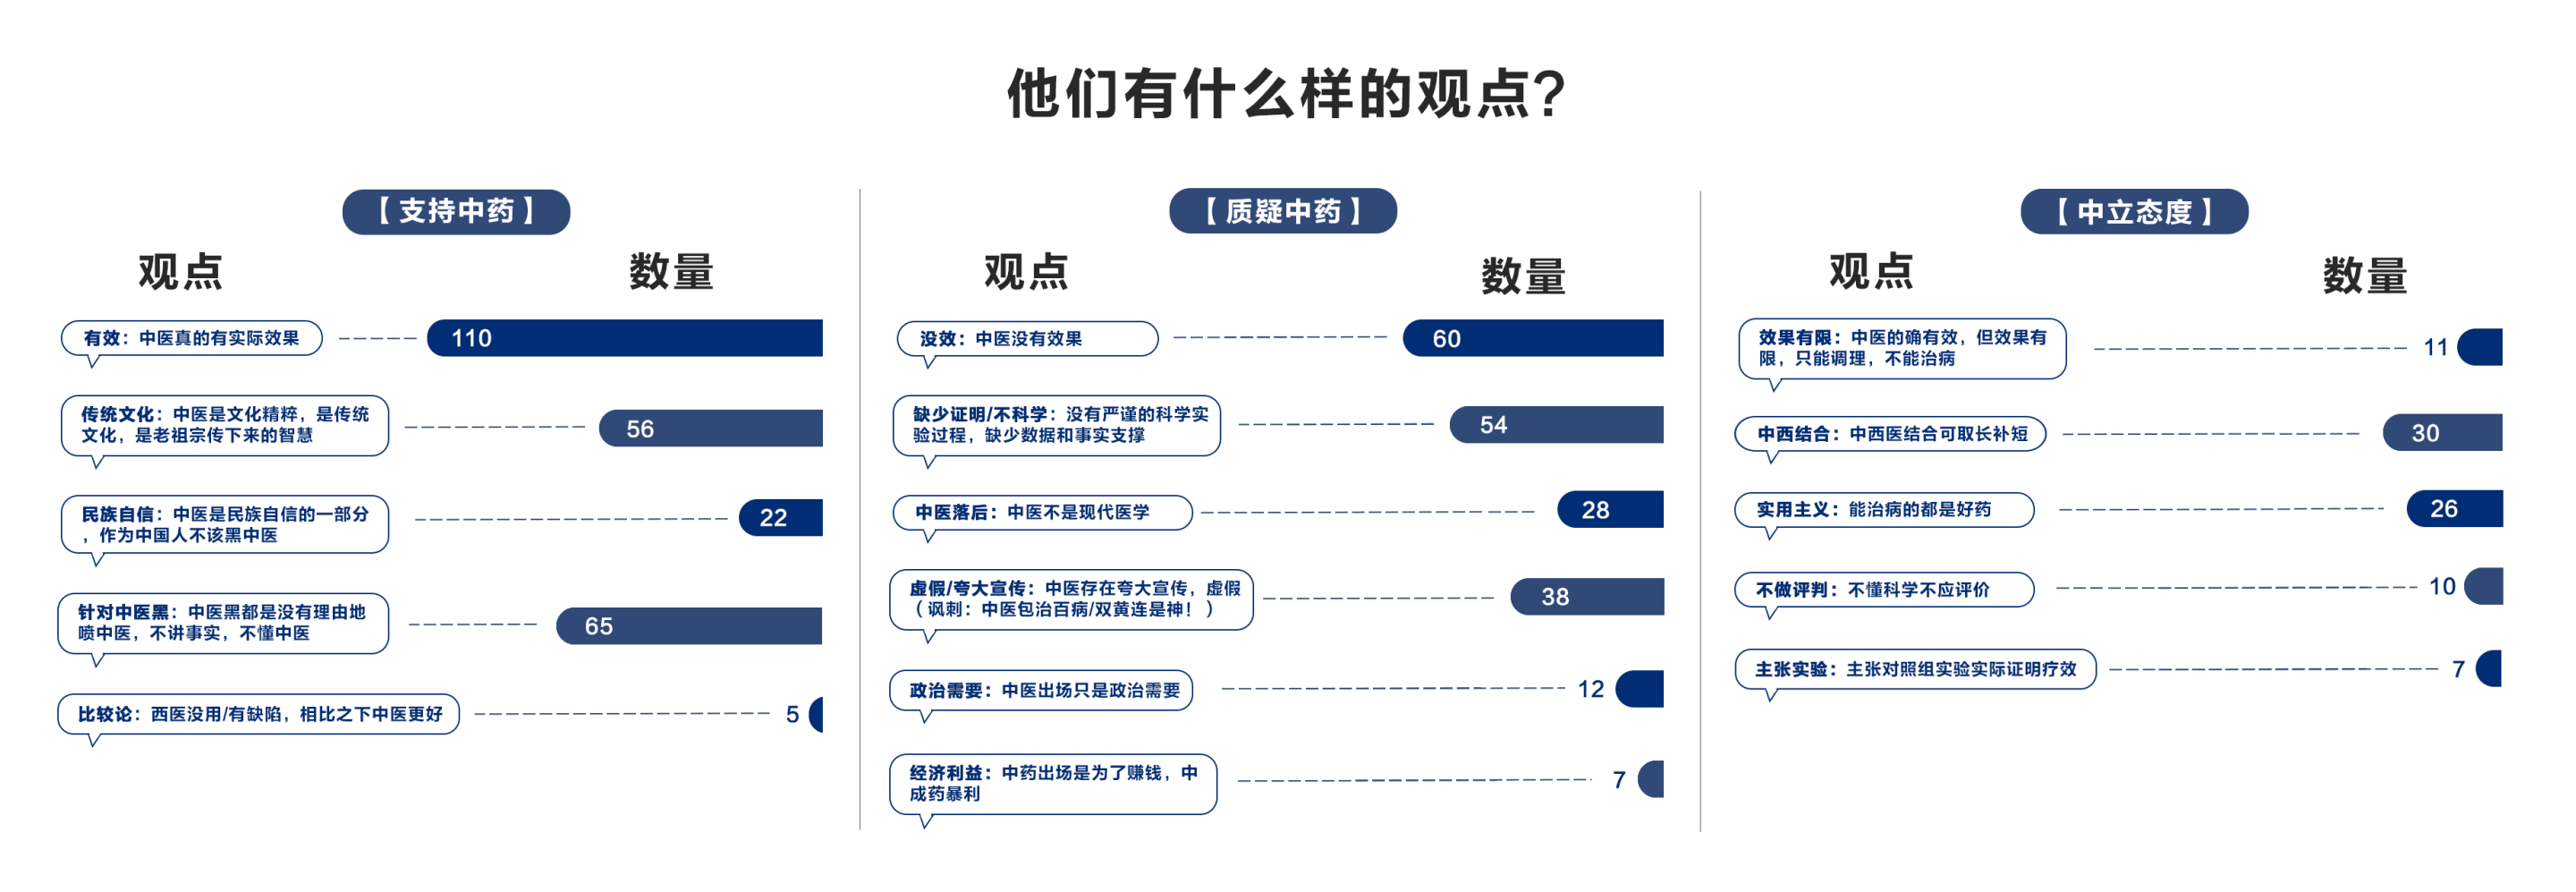 他们有什么样的观点?
【支持中药】
观点
数量
有效：中医真的有实际效果
110
传统文化：中医是文化精粹，是传统
文化，是老祖宗传下来的智慧
56
民族自信：中医是民族自信的一部分
，作为中国人不该黑中医
22
针对中医黑：中医黑都是没有理由地
喷中医，不讲事实，不懂中医
65
比较论：西医没用/有缺陷，相比之下中医更好
5
【质疑中药】
观点
数量
没效：中医没有效果
60
缺少证明/不科学：没有严谨的科学实
验过程，缺少数据和事实支撑
54
中医落后：中医不是现代医学
28
虚假/夸大宣传：中医存在夸大宣传，虚假
（讽刺：中医包治百病/双黄连是神！）
38
政治需要：中医出场只是政治需要
12
经济利益：中药出场是为了赚钱，中
成药暴利
7
【中立态度】
观点
数量
效果有限：中医的确有效，但效果有
限，只能调理，不能治病
11
中西结合：中西医结合可取长补短
30
实用主义：能治病的都是好药
26
不做评判：不懂科学不应评价
10
主张实验：主张对照组实验实际证明疗效
7